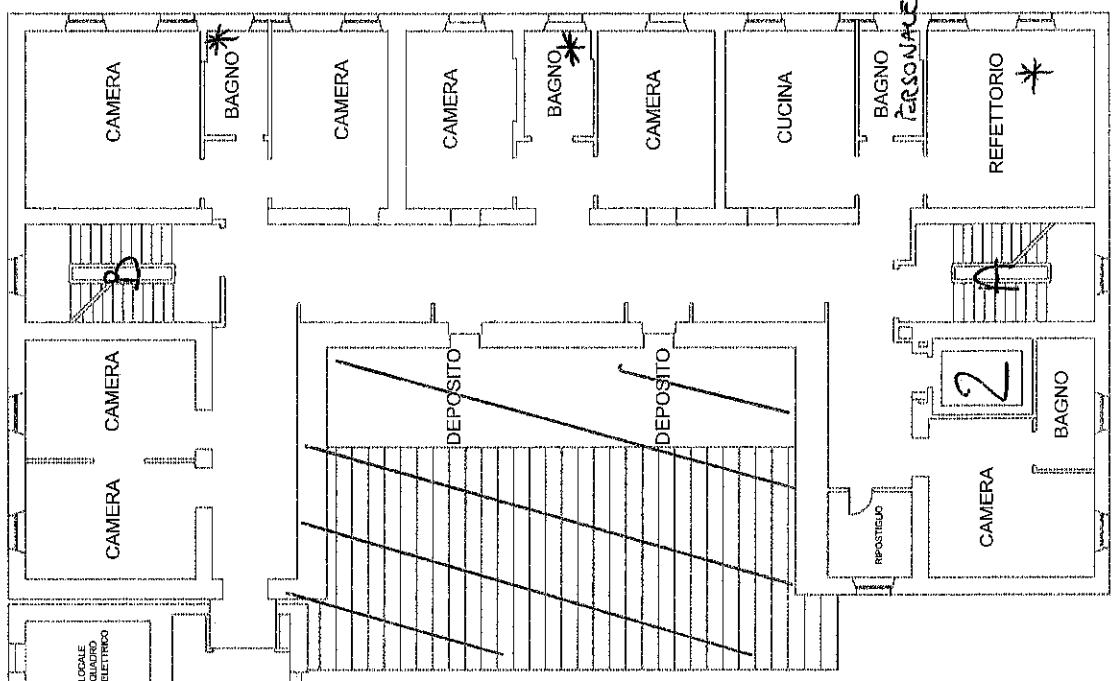 CAMERA
*
BAGNO
CAMERA
CAMERA
BAGNO
*
CAMERA
CUCINA
BAGNO
PERSONALE
REFETTORIO
*
B
A
CAMERA
CAMERA
DEPOSITO
DEPOSITO
2
BAGNO
CAMERA
RIPOSTIGLIO
LOCALE
QUADRO
ELETTRICO